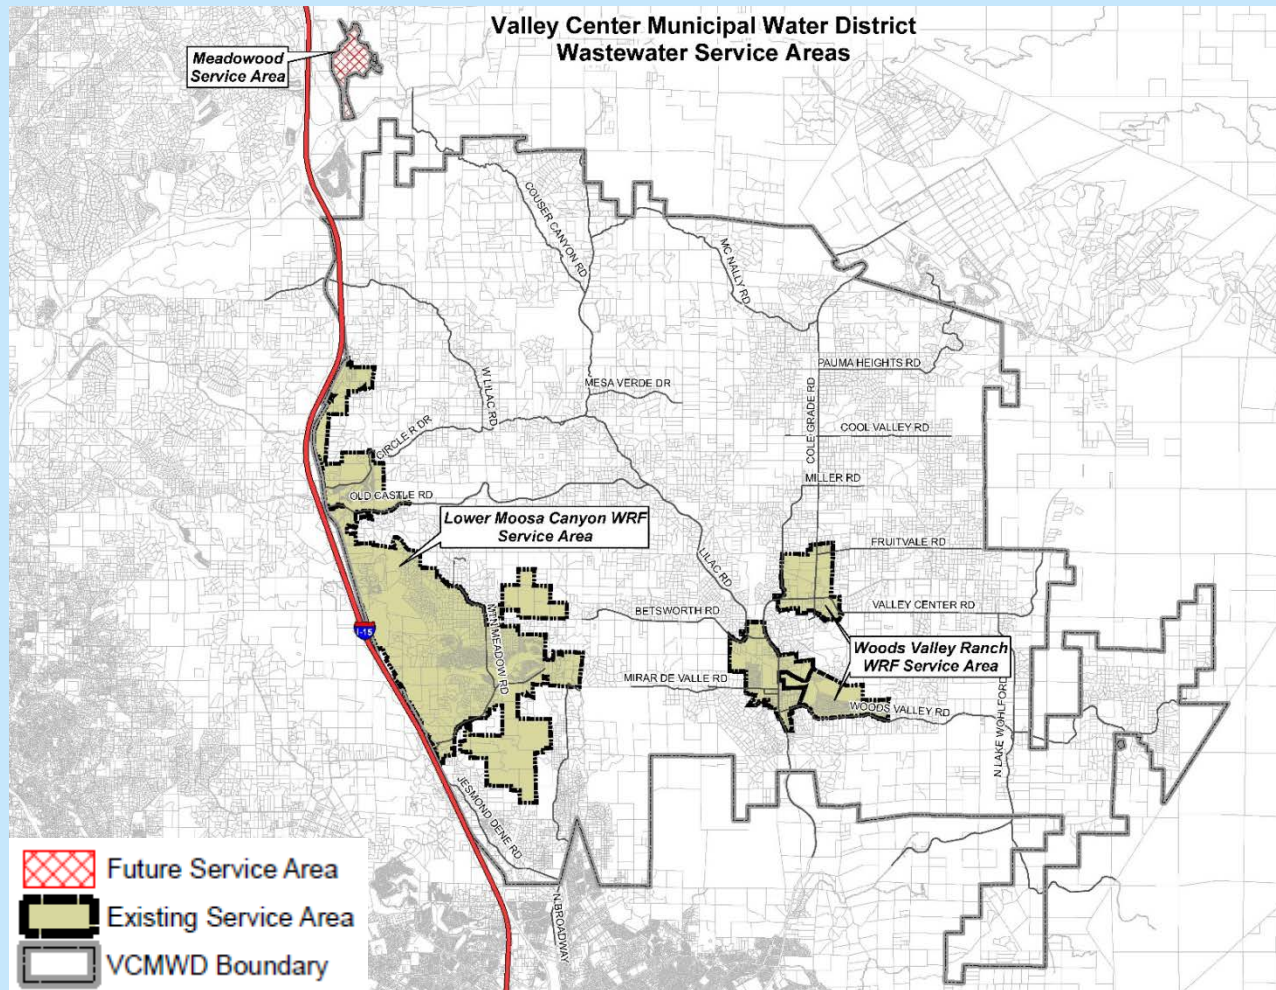 Valley Center Municipal Water District
Wastewater Service Areas
Meadowood
Service Area
COUSER CANYON RD
MC NALLY RD
PAUMA HEIGHTS RD
W LILAC RD
MESA VERDE DR
COLE GRADE RD
CIRCLE R DR
COOL VALLEY RD
MILLER RD
OLD CASTLE RD
Lower Moosa Canyon WRF
Service Area
LILAC RD
FRUITVALE RD
BETSWORTH RD
VALLEY CENTER RD
I-15
MTN MEADOW RD
Woods Valley Ranch
WRF Service Area
MIRAR DE VALLE RD
WOODS VALLEY RD
N LAKE WOHLFORD RD
JESMOND DENE RD
N BROADWAY
Future Service Area
Existing Service Area
VCMWD Boundary